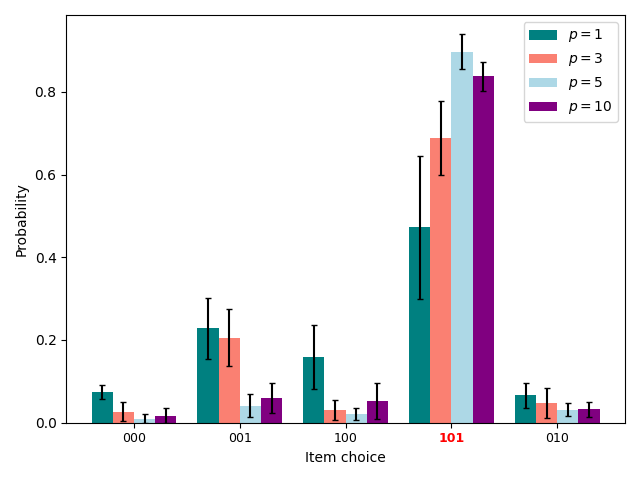 p = 1
p = 3
p = 5
p = 10
0.8
0.6
0.4
0.2
0.0
Probability
000 001 100 101 010
Item choice